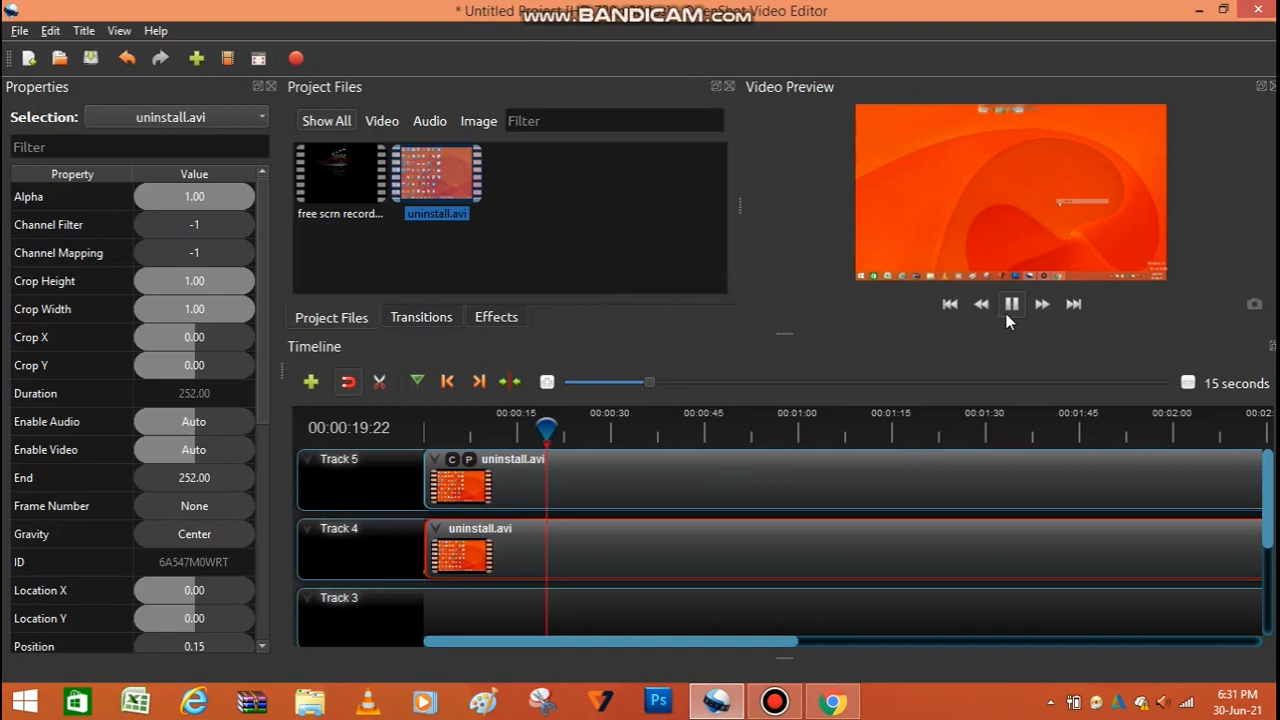 * Untitled Project [HD 720
OpenShot Video Editor
www.BANDICAM.com
File Edit Title View Help
Properties
Project Files
Video Preview
Selection: uninstall.avi
Show All Video Audio Image Filter
Filter
Property Value
Alpha 1.00
Channel Filter -1
Channel Mapping -1
Crop Height 1.00
Crop Width 1.00
Crop X 0.00
Crop Y 0.00
Duration 252.00
Enable Audio Auto
Enable Video Auto
End 252.00
Frame Number None
Gravity Center
ID 6A547M0WRT
Location X 0.00
Location Y 0.00
Position 0.15
free scrn record...
uninstall.avi
Project Files Transitions Effects
Timeline
15 seconds
00:00:19:22
00:00:15 00:00:30 00:00:45 00:01:00 00:01:15 00:01:30 00:01:45 00:02:00 00:02:
Track 5
C P uninstall.avi
Track 4
uninstall.avi
Track 3
Ps
6:31 PM
30-Jun-21